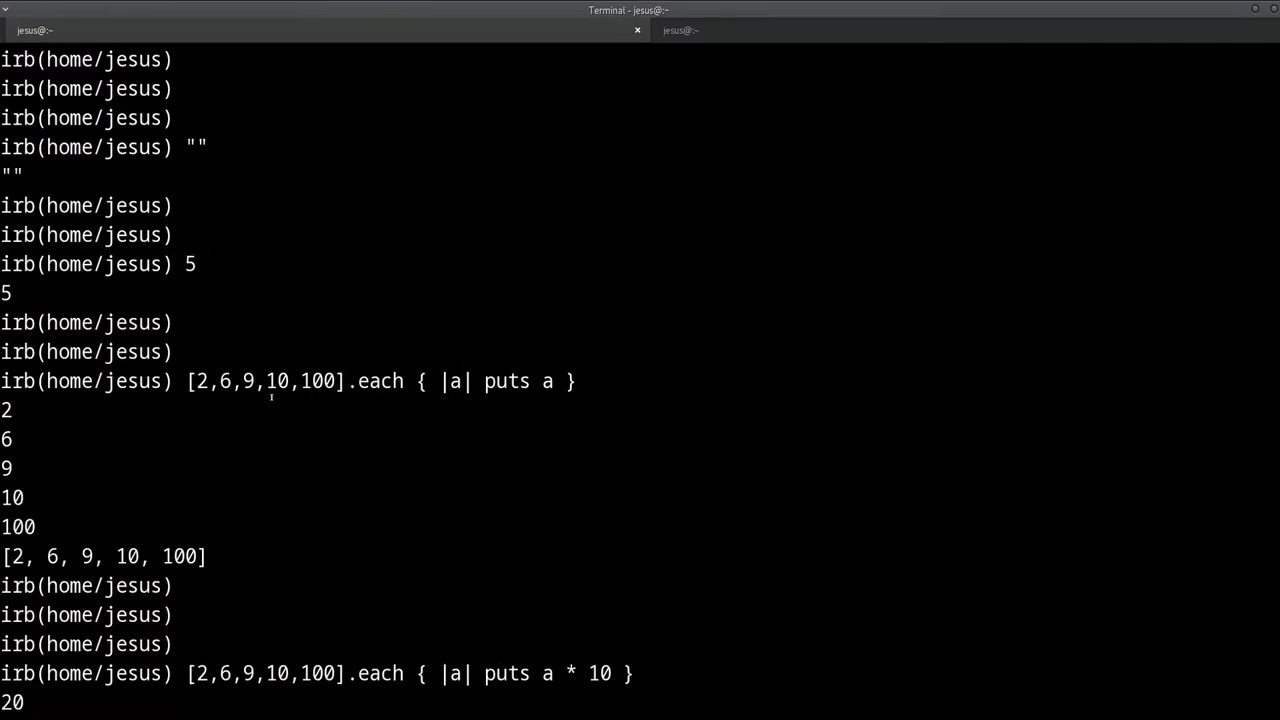 Terminal - jesus@:~
jesus@:~ × jesus@:~
irb(home/jesus)
irb(home/jesus)
irb(home/jesus)
irb(home/jesus) ""
""
irb(home/jesus)
irb(home/jesus)
irb(home/jesus) 5
5
irb(home/jesus)
irb(home/jesus)
irb(home/jesus) [2,6,9,10,100].each { |a| puts a }
2
6
9
10
100
[2, 6, 9, 10, 100]
irb(home/jesus)
irb(home/jesus)
irb(home/jesus)
irb(home/jesus) [2,6,9,10,100].each { |a| puts a * 10 }
20